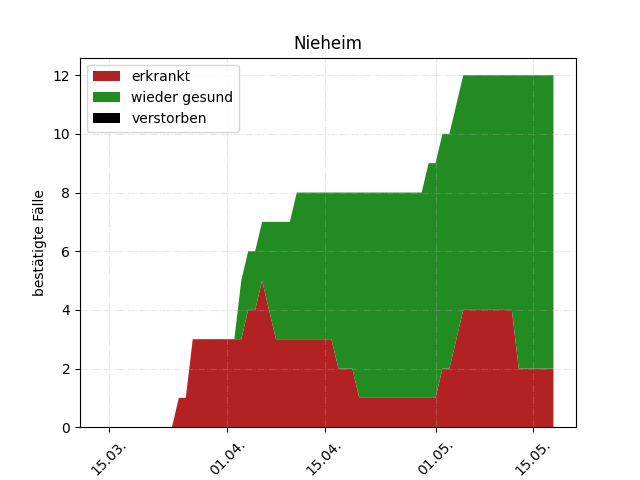 Nieheim
erkrankt
wieder gesund
verstorben
bestätigte Fälle
12
10
8
6
4
2
0
15.03.
01.04.
15.04.
01.05.
15.05.